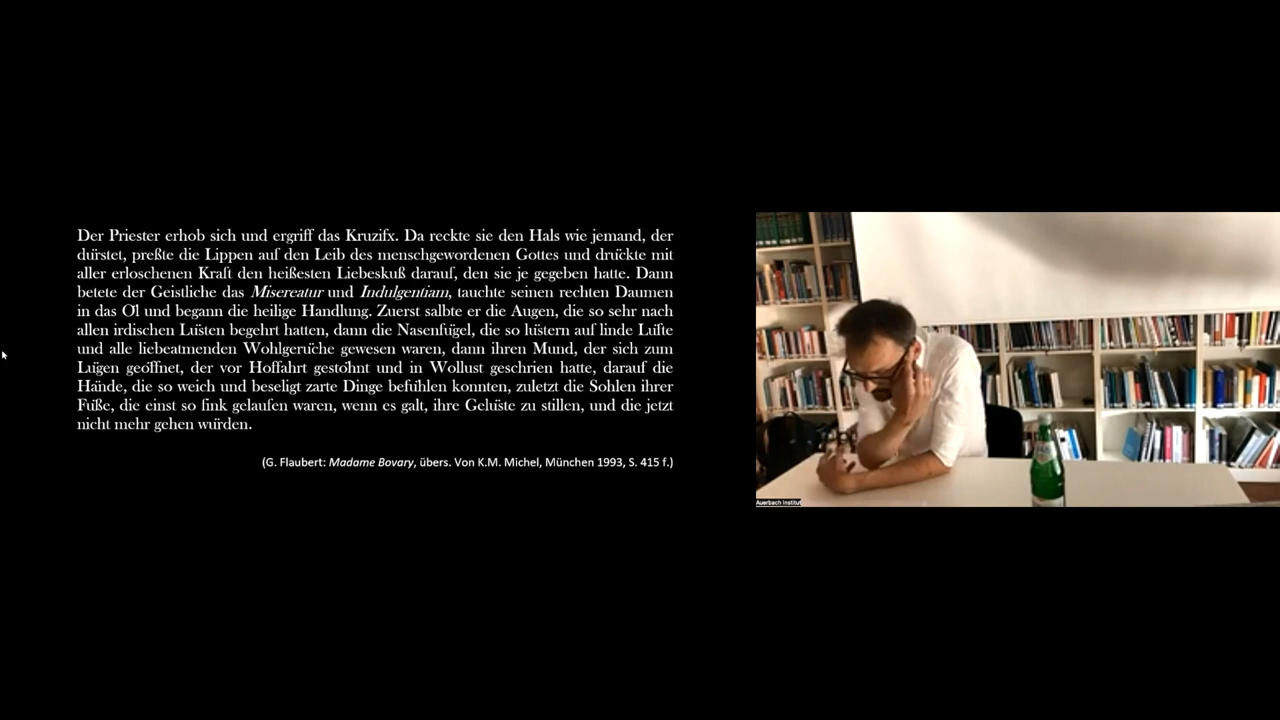 Der Priester erhob sich und ergriff das Kruzifx. Da reckte sie den Hals wie jemand, der
dürstet, preßte die Lippen auf den Leib des menschgewordenen Gottes und drückte mit
aller erloschenen Kraft den heißesten Liebeskuß darauf, den sie je gegeben hatte. Dann
betete der Geistliche das Misereatur und Indulgentiam, tauchte seinen rechten Daumen
in das Öl und begann die heilige Handlung. Zuerst salbte er die Augen, die so sehr nach
allen irdischen Lüsten begehrt hatten, dann die Nasenfügel, die so lüstern auf linde Lüfte
und alle liebeatmenden Wohlgerüche gewesen waren, dann ihren Mund, der sich zum
Lügen geöffnet, der vor Hoffahrt gestöhnt und in Wollust geschrien hatte, darauf die
Hände, die so weich und beseligt zarte Dinge befühlen konnten, zuletzt die Sohlen ihrer
Füße, die einst so fink gelaufen waren, wenn es galt, ihre Gelüste zu stillen, und die jetzt
nicht mehr gehen würden.
(G. Flaubert: Madame Bovary, übers. Von K.M. Michel, München 1993, S. 415 f.)
Auerbach Institut